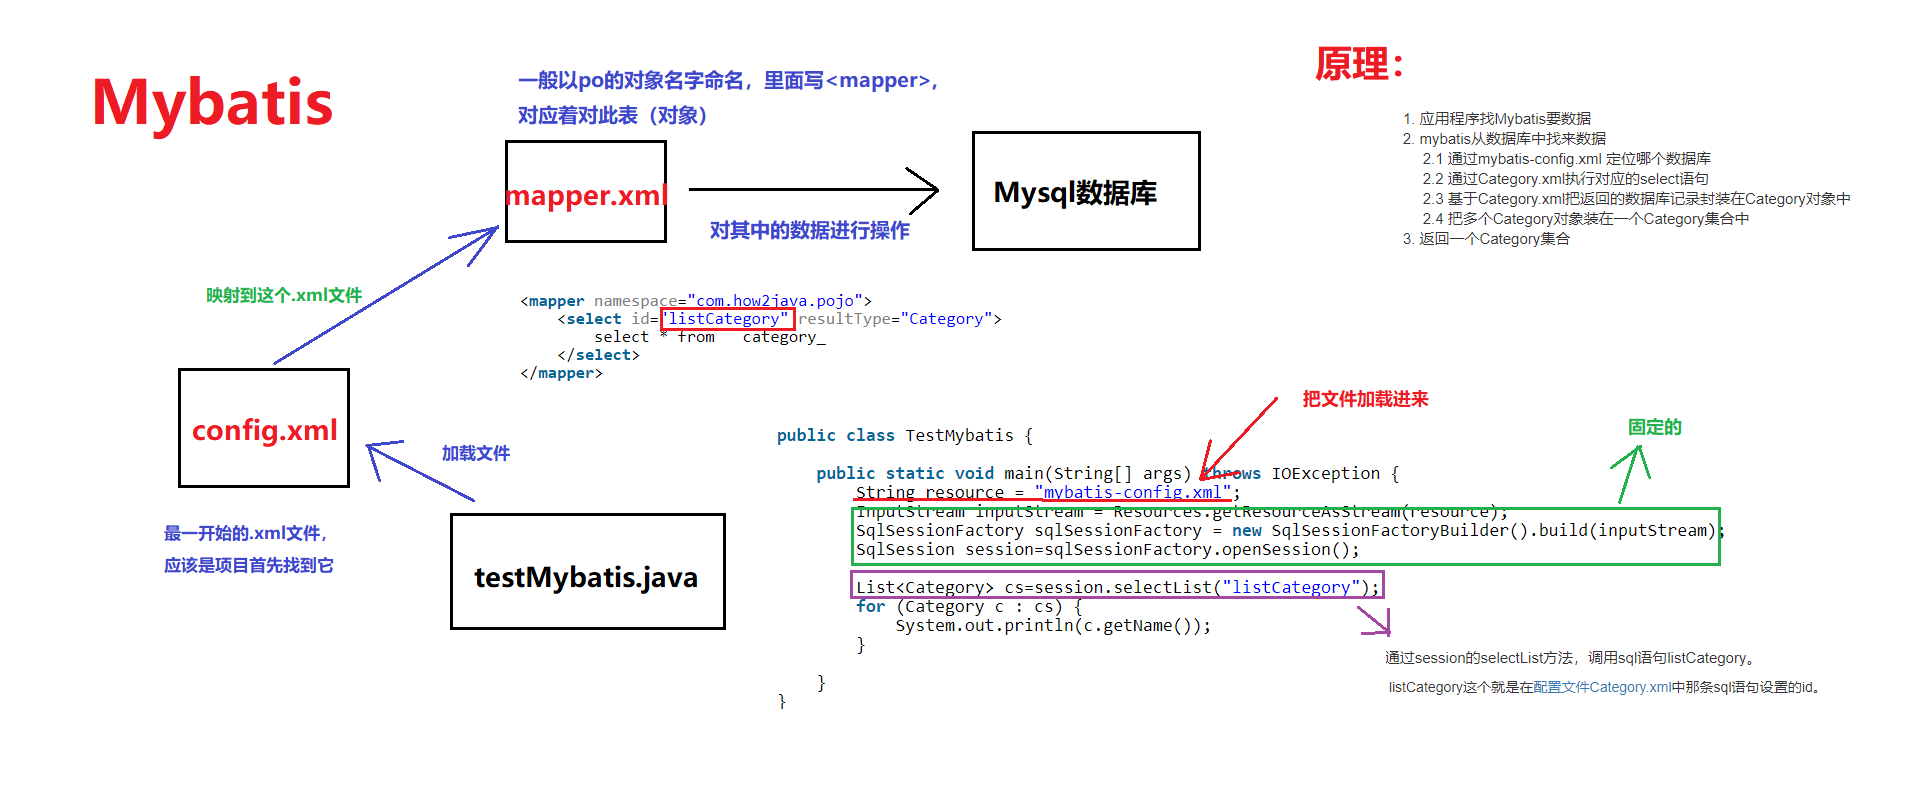 Mybatis
一般以po的对象名字命名，里面写<mapper>,
对应着对此表（对象）
mapper.xml
对其中的数据进行操作
Mysql数据库
原理：
1. 应用程序找Mybatis要数据
2. mybatis从数据库中找来数据
2.1 通过mybatis-config.xml 定位哪个数据库
2.2 通过Category.xml执行对应的select语句
2.3 基于Category.xml把返回的数据库记录封装在Category对象中
2.4 把多个Category对象装在一个Category集合中
3. 返回一个Category集合
映射到这个.xml文件
<mapper namespace="com.how2java.pojo">
<select id="listCategory" resultType="Category">
select * from category_
</select>
</mapper>
config.xml
加载文件
最一开始的.xml文件，
应该是项目首先找到它
testMybatis.java
把文件加载进来
固定的
public class TestMybatis {
public static void main(String[] args) throws IOException {
String resource = "mybatis-config.xml";
InputStream inputStream = Resources.getResourceAsStream(resource);
SqlSessionFactory sqlSessionFactory = new SqlSessionFactoryBuilder().build(inputStream);
SqlSession session=sqlSessionFactory.openSession();
List<Category> cs=session.selectList("listCategory");
for (Category c : cs) {
System.out.println(c.getName());
}
}
}
通过session的selectList方法，调用sql语句listCategory。
listCategory这个就是在配置文件Category.xml中那条sql语句设置的id。